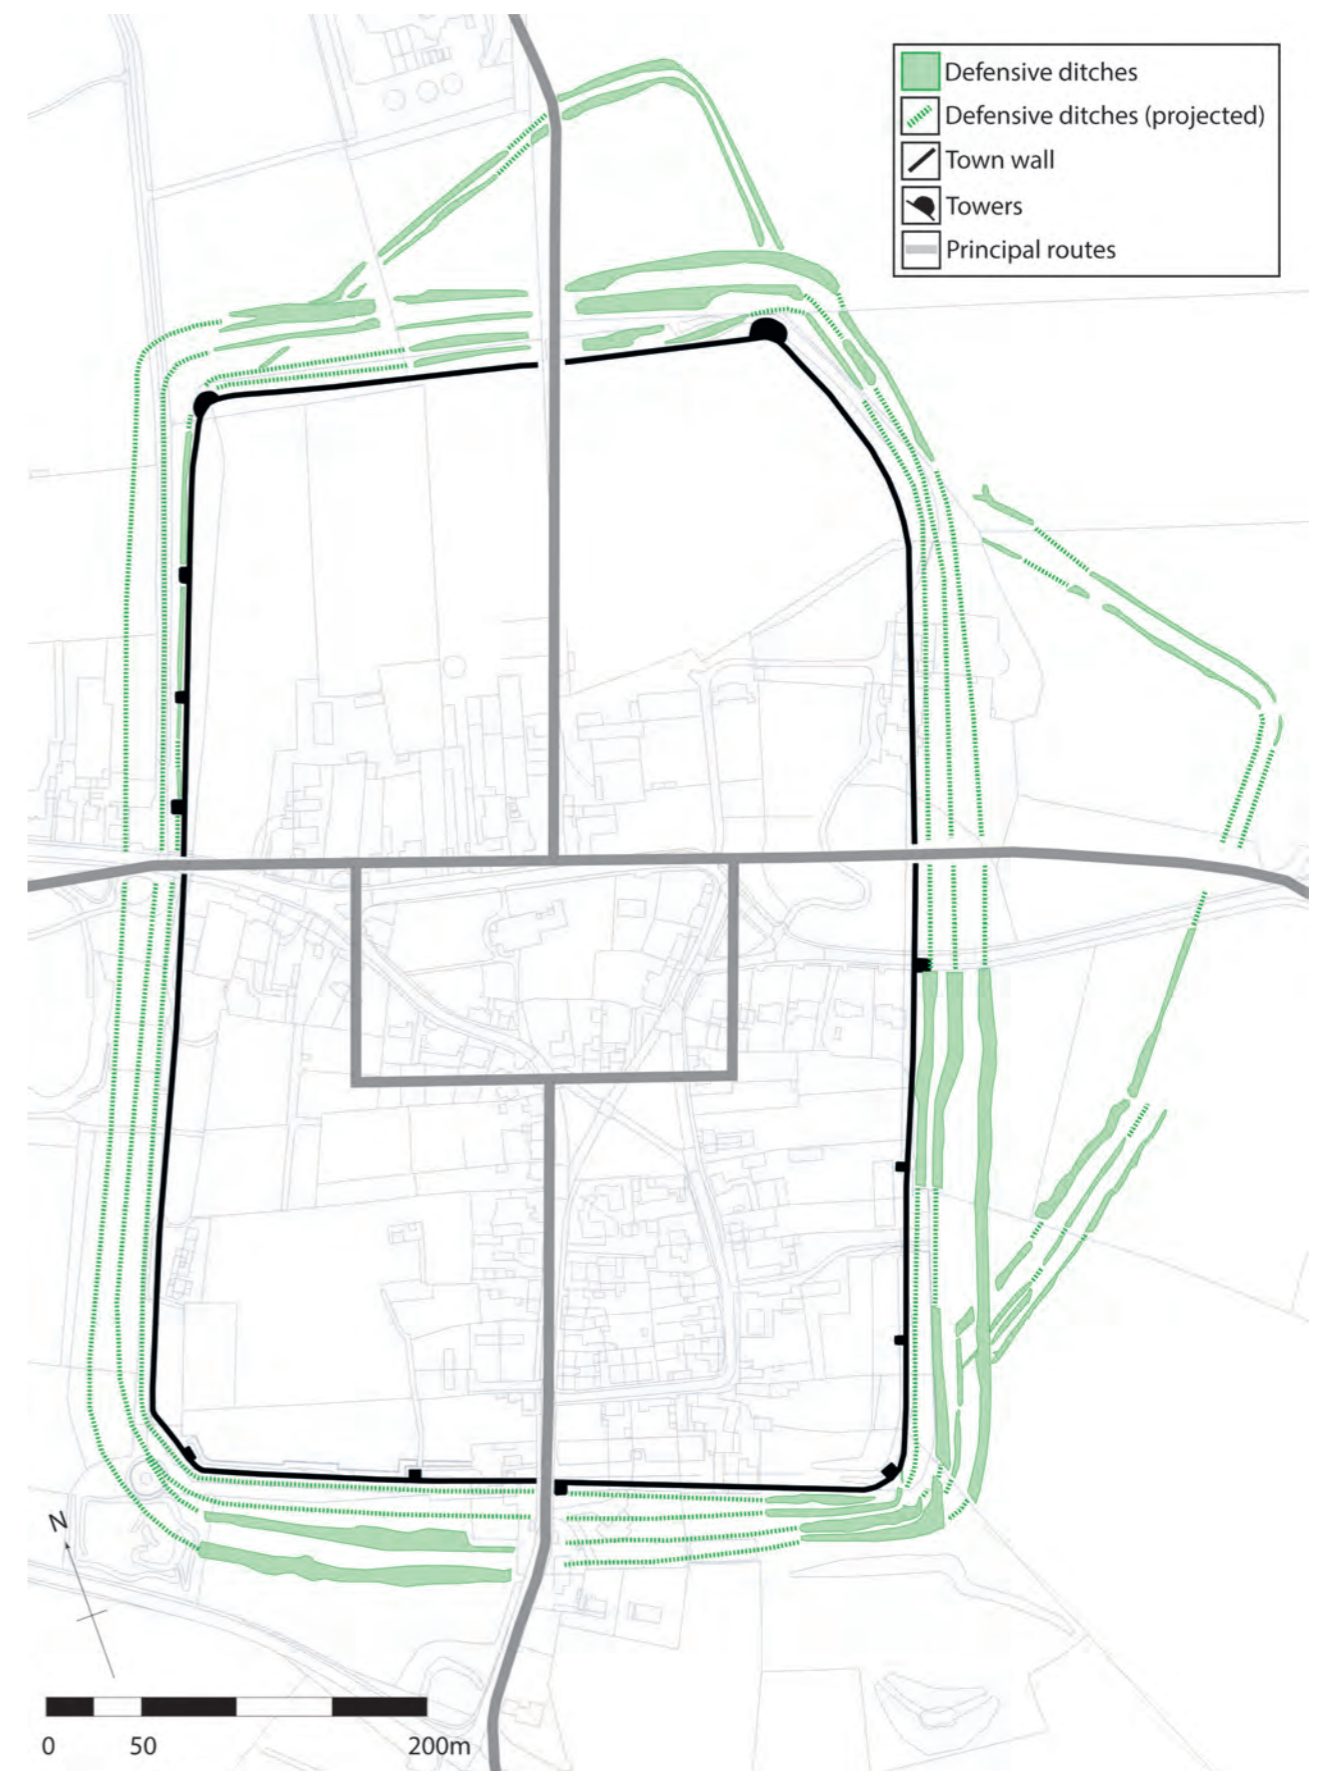 Defensive ditches
Defensive ditches (projected)
Town wall
Towers
Principal routes
N
0 50 200m